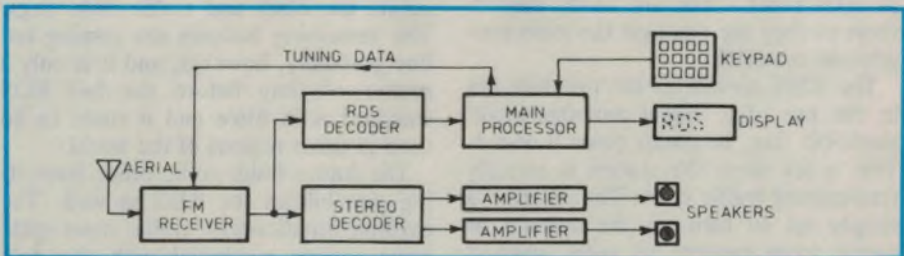 TUNING DATA
KEYPAD
RDS
DECODER
MAIN
PROCESSOR
RDS
DISPLAY
AERIAL
FM
RECEIVER
STEREO
DECODER
AMPLIFIER
AMPLIFIER
SPEAKERS